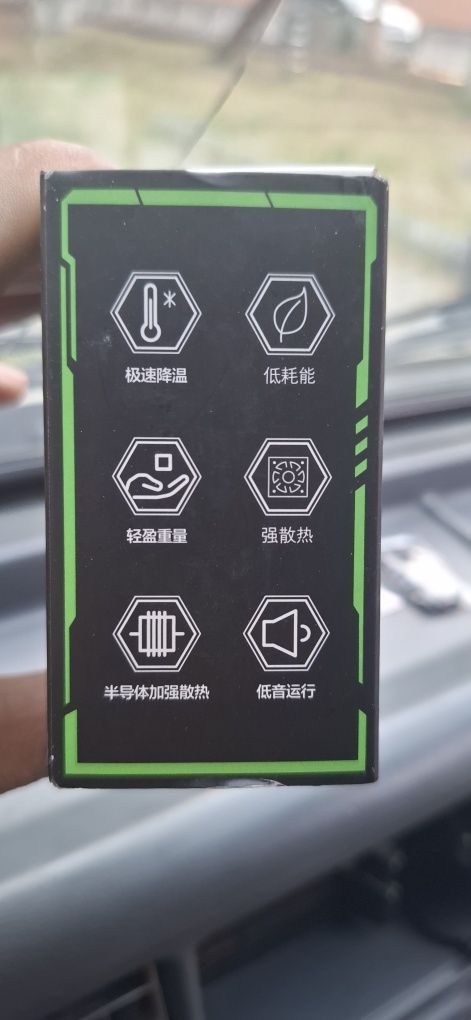 极速降温
低耗能
轻盈重量
强散热
半导体加强散热
低音运行